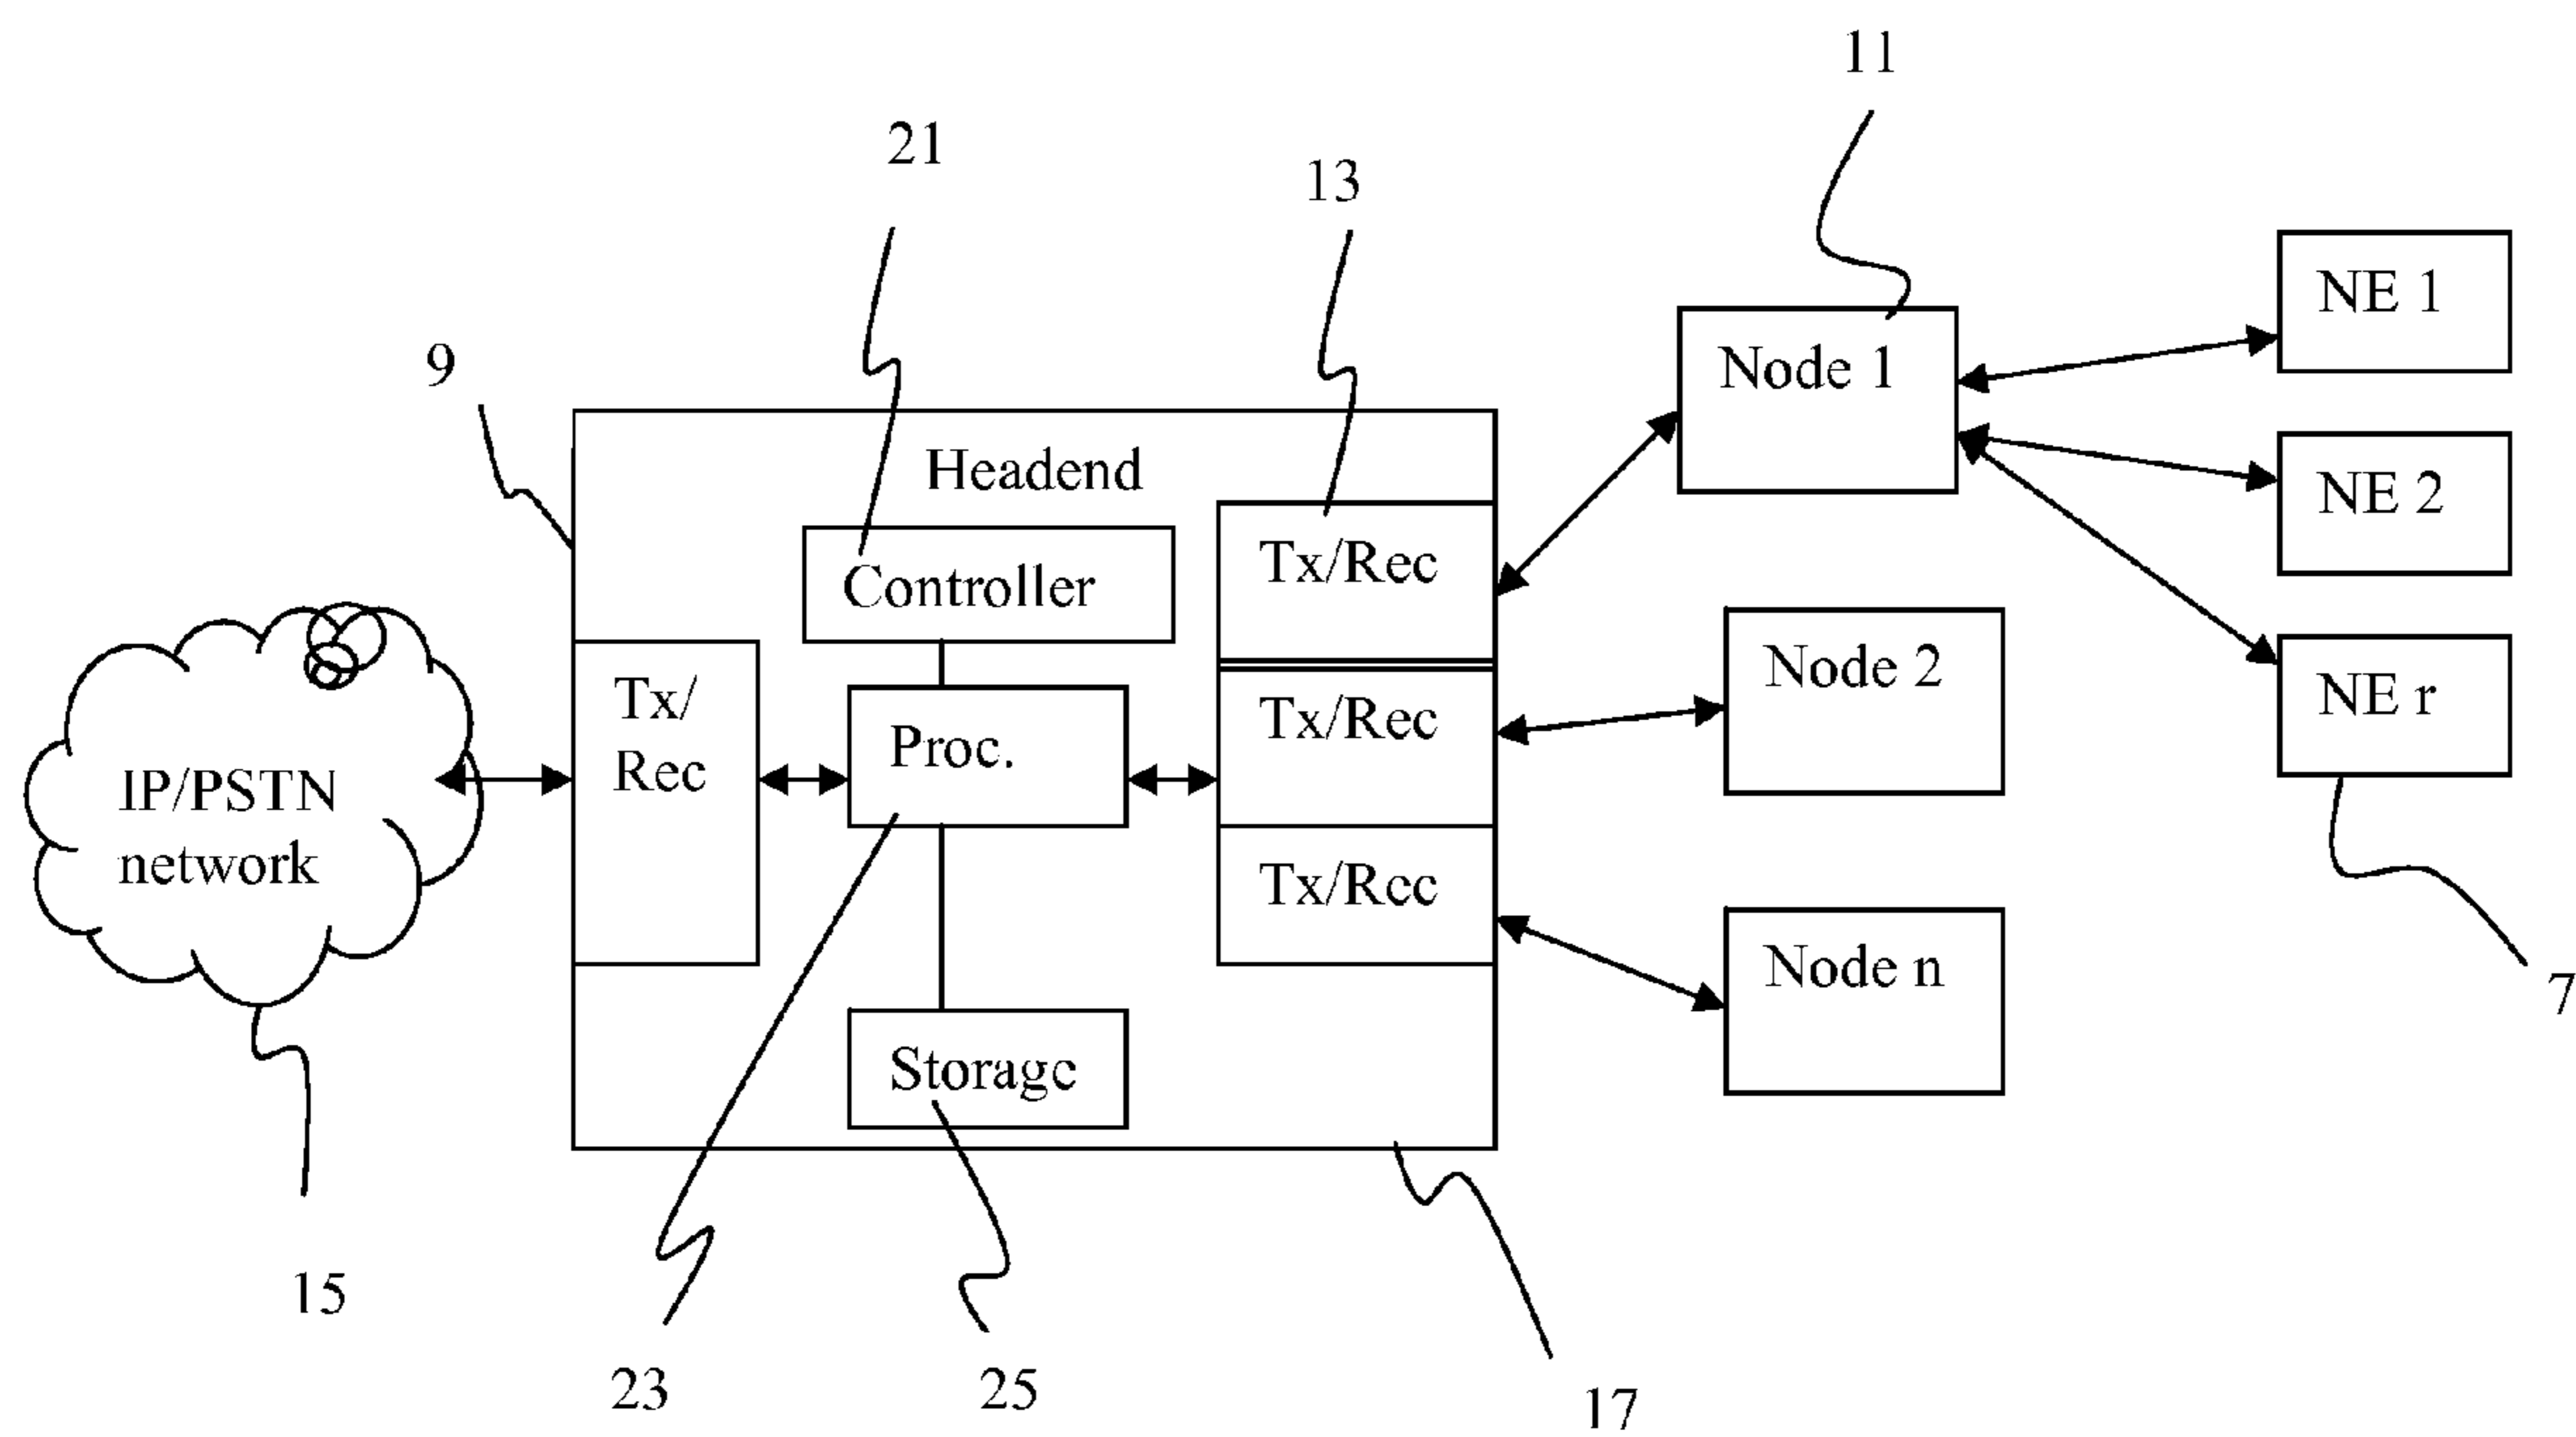 11
21
13
NE 1
9
Node 1
Headend
NE 2
Tx/Rec
Controller
Node 2
Tx/
Rec
NE r
Tx/Rec
Proc.
IP/PSTN
network
Tx/Rec
Node n
7
Storage
15
23
25
17